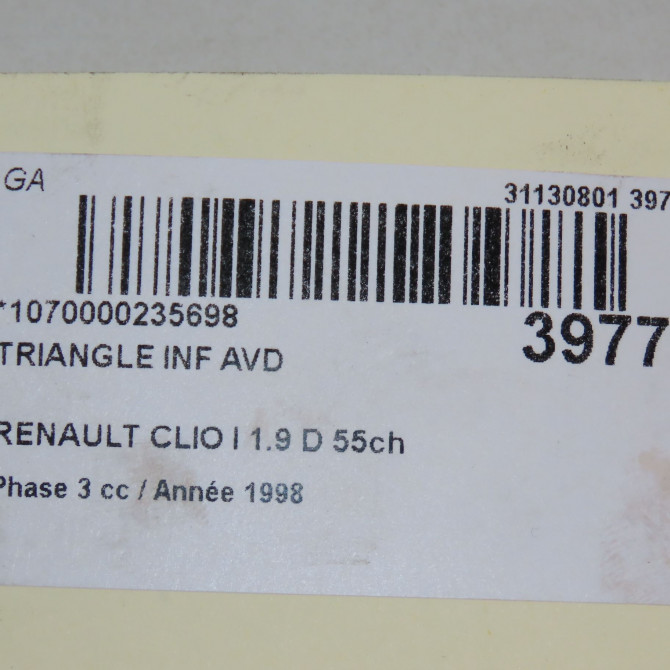 GA
31130801 397
*1070000235698
3977
TRIANGLE INF AVD
RENAULT CLIO I 1.9 D 55ch
Phase 3 cc / Année 1998